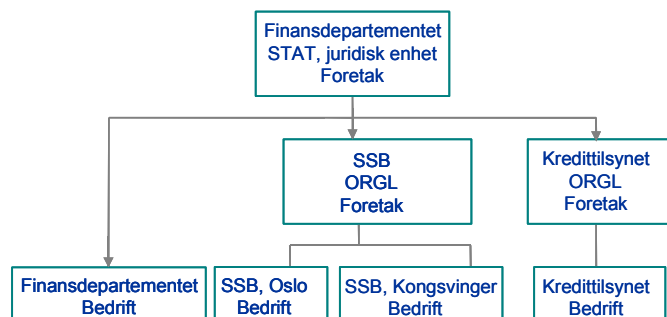 Finansdepartementet
STAT, juridisk enhet
Foretak
SSB
ORGL
Foretak
Kredittilsynet
ORGL
Foretak
Finansdepartementet
Bedrift
SSB, Oslo
Bedrift
SSB, Kongsvinger
Bedrift
Kredittilsynet
Bedrift